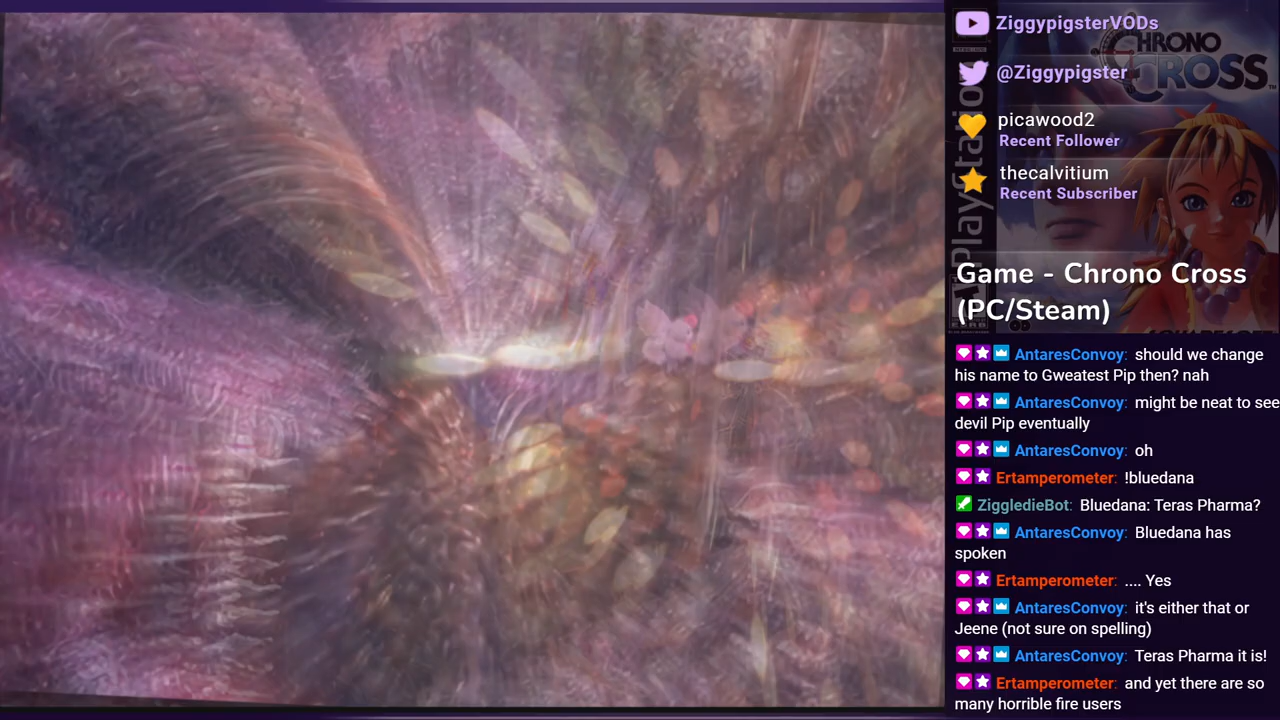 ZiggypigsterVODs
@Ziggypigster
picawood2
Recent Follower
thecalvitium
Recent Subscriber
PlayStation
CHRONO
CROSS
Game - Chrono Cross
(PC/Steam)
AntaresConvoy: should we change
his name to Gweatest Pip then? nah
AntaresConvoy: might be neat to see
devil Pip eventually
AntaresConvoy: oh
Ertamperometer: !bluedana
ZiggledieBot: Bluedana: Teras Pharma?
AntaresConvoy: Bluedana has
spoken
Ertamperometer: .... Yes
AntaresConvoy: it's either that or
Jeene (not sure on spelling)
AntaresConvoy: Teras Pharma it is!
Ertamperometer: and yet there are so
many horrible fire users